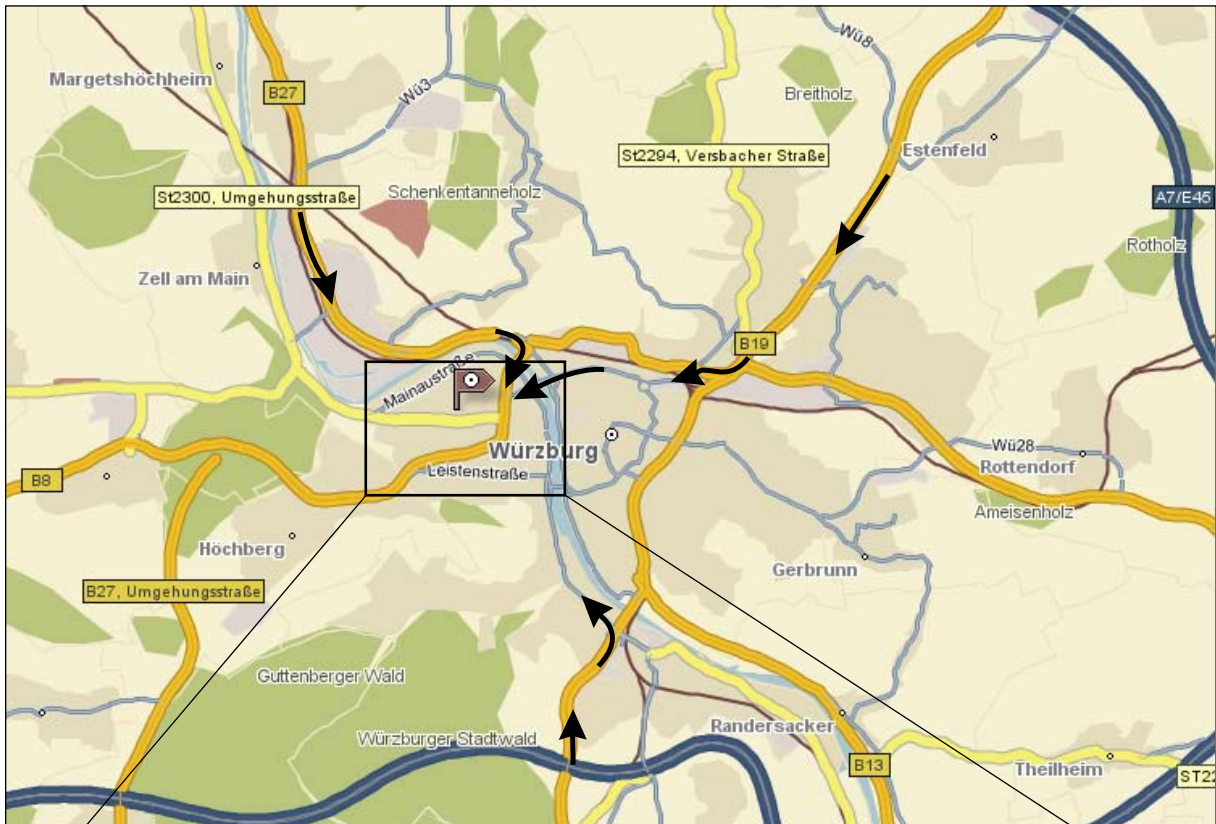 Wü8
Margetshöchheim
B27
Wü3
Breitholz
St2294, Versbacher Straße
Estenfeld
St2300, Umgehungsstraße
Schenkentanneholz
A7/E45
Rotholz
Zell am Main
B19
Mainaustraße
Würzburg
Wü28
Leistenstraße
Rottendorf
B8
Ameisenholz
Höchberg
Gerbrunn
B27, Umgehungsstraße
Guttenberger Wald
Randersacker
Würzburger Stadtwald
B13
Theilheim
ST22